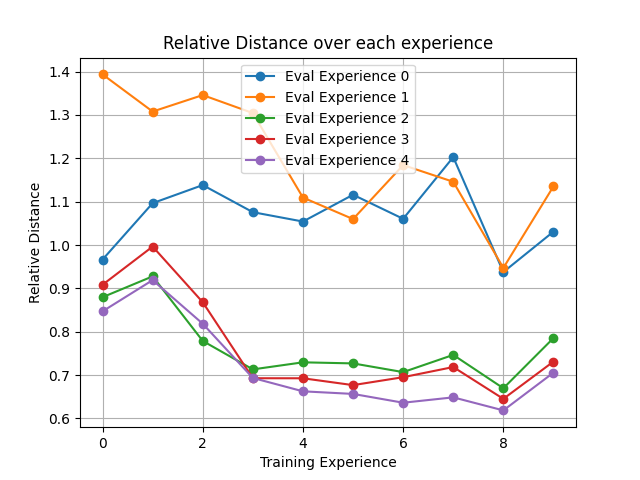 Relative Distance over each experience
Eval Experience 0
Eval Experience 1
Eval Experience 2
Eval Experience 3
Eval Experience 4
Relative Distance
1.4
1.3
1.2
1.1
1.0
0.9
0.8
0.7
0.6
0 2 4 6 8
Training Experience